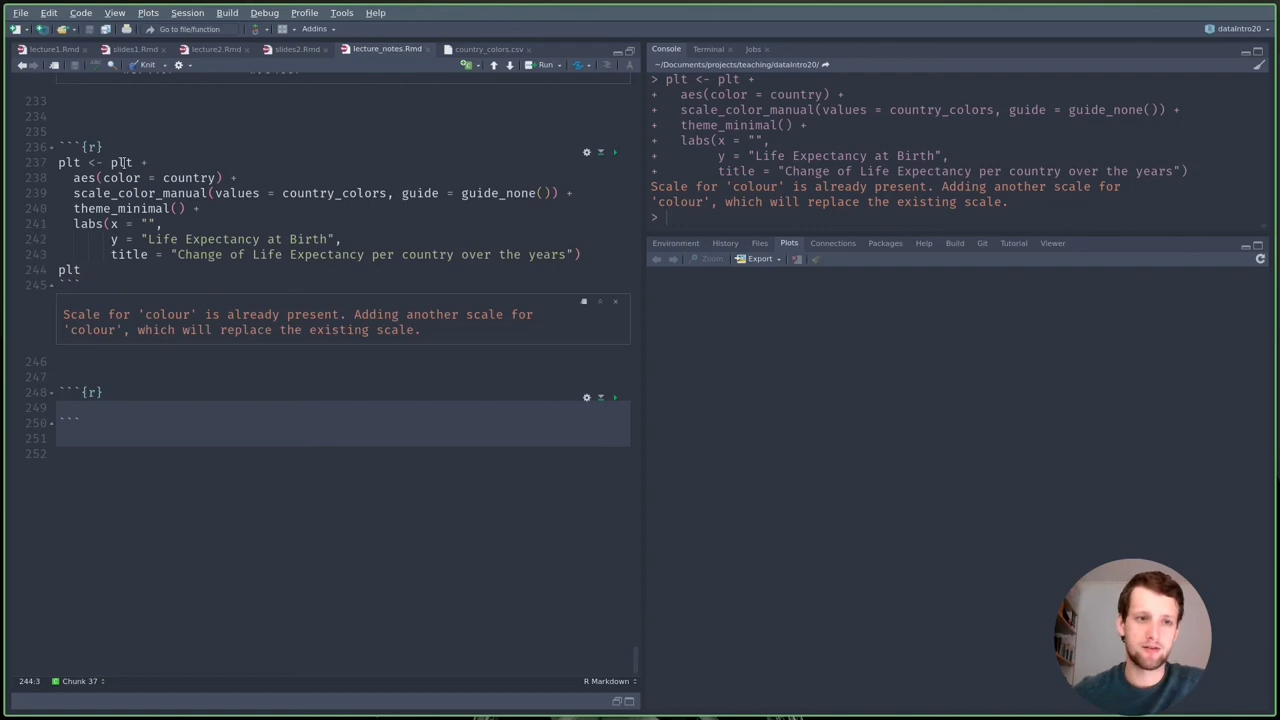 File Edit Code View Plots Session Build Debug Profile Tools Help
Go to file/function
Addins
dataIntro20
lecture1.Rmd
slides1.Rmd
lecture2.Rmd
slides2.Rmd
lecture_notes.Rmd
country_colors.csv
Knit
Run
233
234
235
236 ```{r}
237 plt <- plt +
238 aes(color = country) +
239 scale_color_manual(values = country_colors, guide = guide_none()) +
240 theme_minimal() +
241 labs(x = "",
242 y = "Life Expectancy at Birth",
243 title = "Change of Life Expectancy per country over the years")
244 plt
245 ```
Scale for 'colour' is already present. Adding another scale for
'colour', which will replace the existing scale.
246
247
248 ```{r}
249
250 ```
251
252
244:3 Chunk 37 R Markdown
Console Terminal Jobs
~/Documents/projects/teaching/dataIntro20/
> plt <- plt +
+ aes(color = country) +
+ scale_color_manual(values = country_colors, guide = guide_none()) +
+ theme_minimal() +
+ labs(x = "",
+ y = "Life Expectancy at Birth",
+ title = "Change of Life Expectancy per country over the years")
Scale for 'colour' is already present. Adding another scale for
'colour', which will replace the existing scale.
>
Environment History Files Plots Connections Packages Help Build Git Tutorial Viewer
Zoom Export